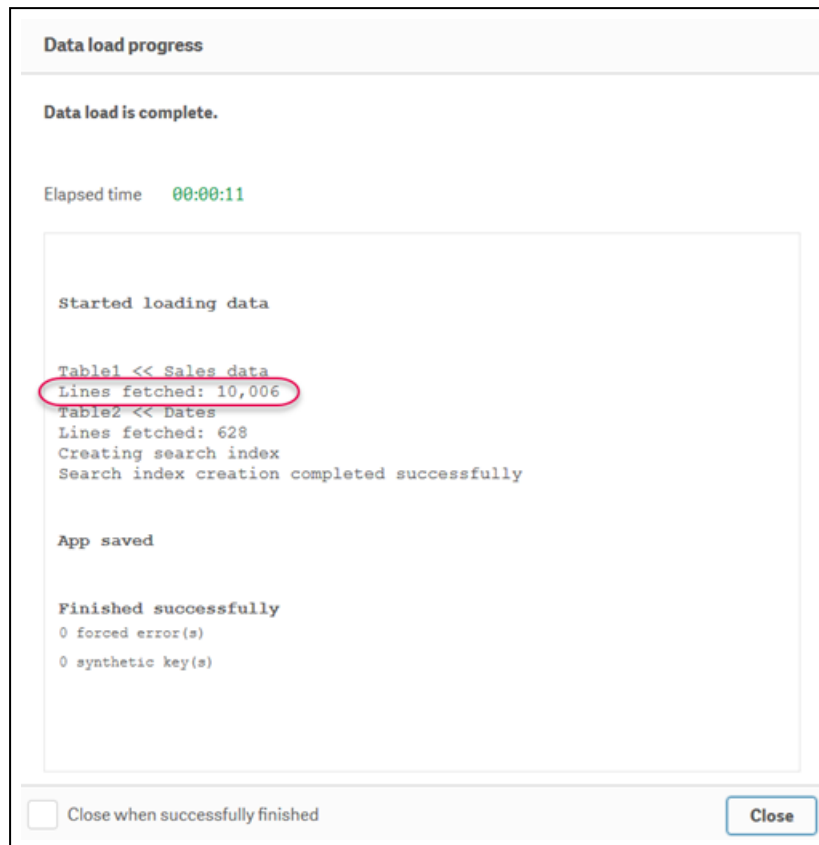 Data load progress
Data load is complete.
Elapsed time 00:00:11
Started loading data
Table1 << Sales data
Lines fetched: 10,006
Table2 << Dates
Lines fetched: 628
Creating search index
Search index creation completed successfully
App saved
Finished successfully
0 forced error(s)
0 synthetic key(s)
Close when successfully finished
Close